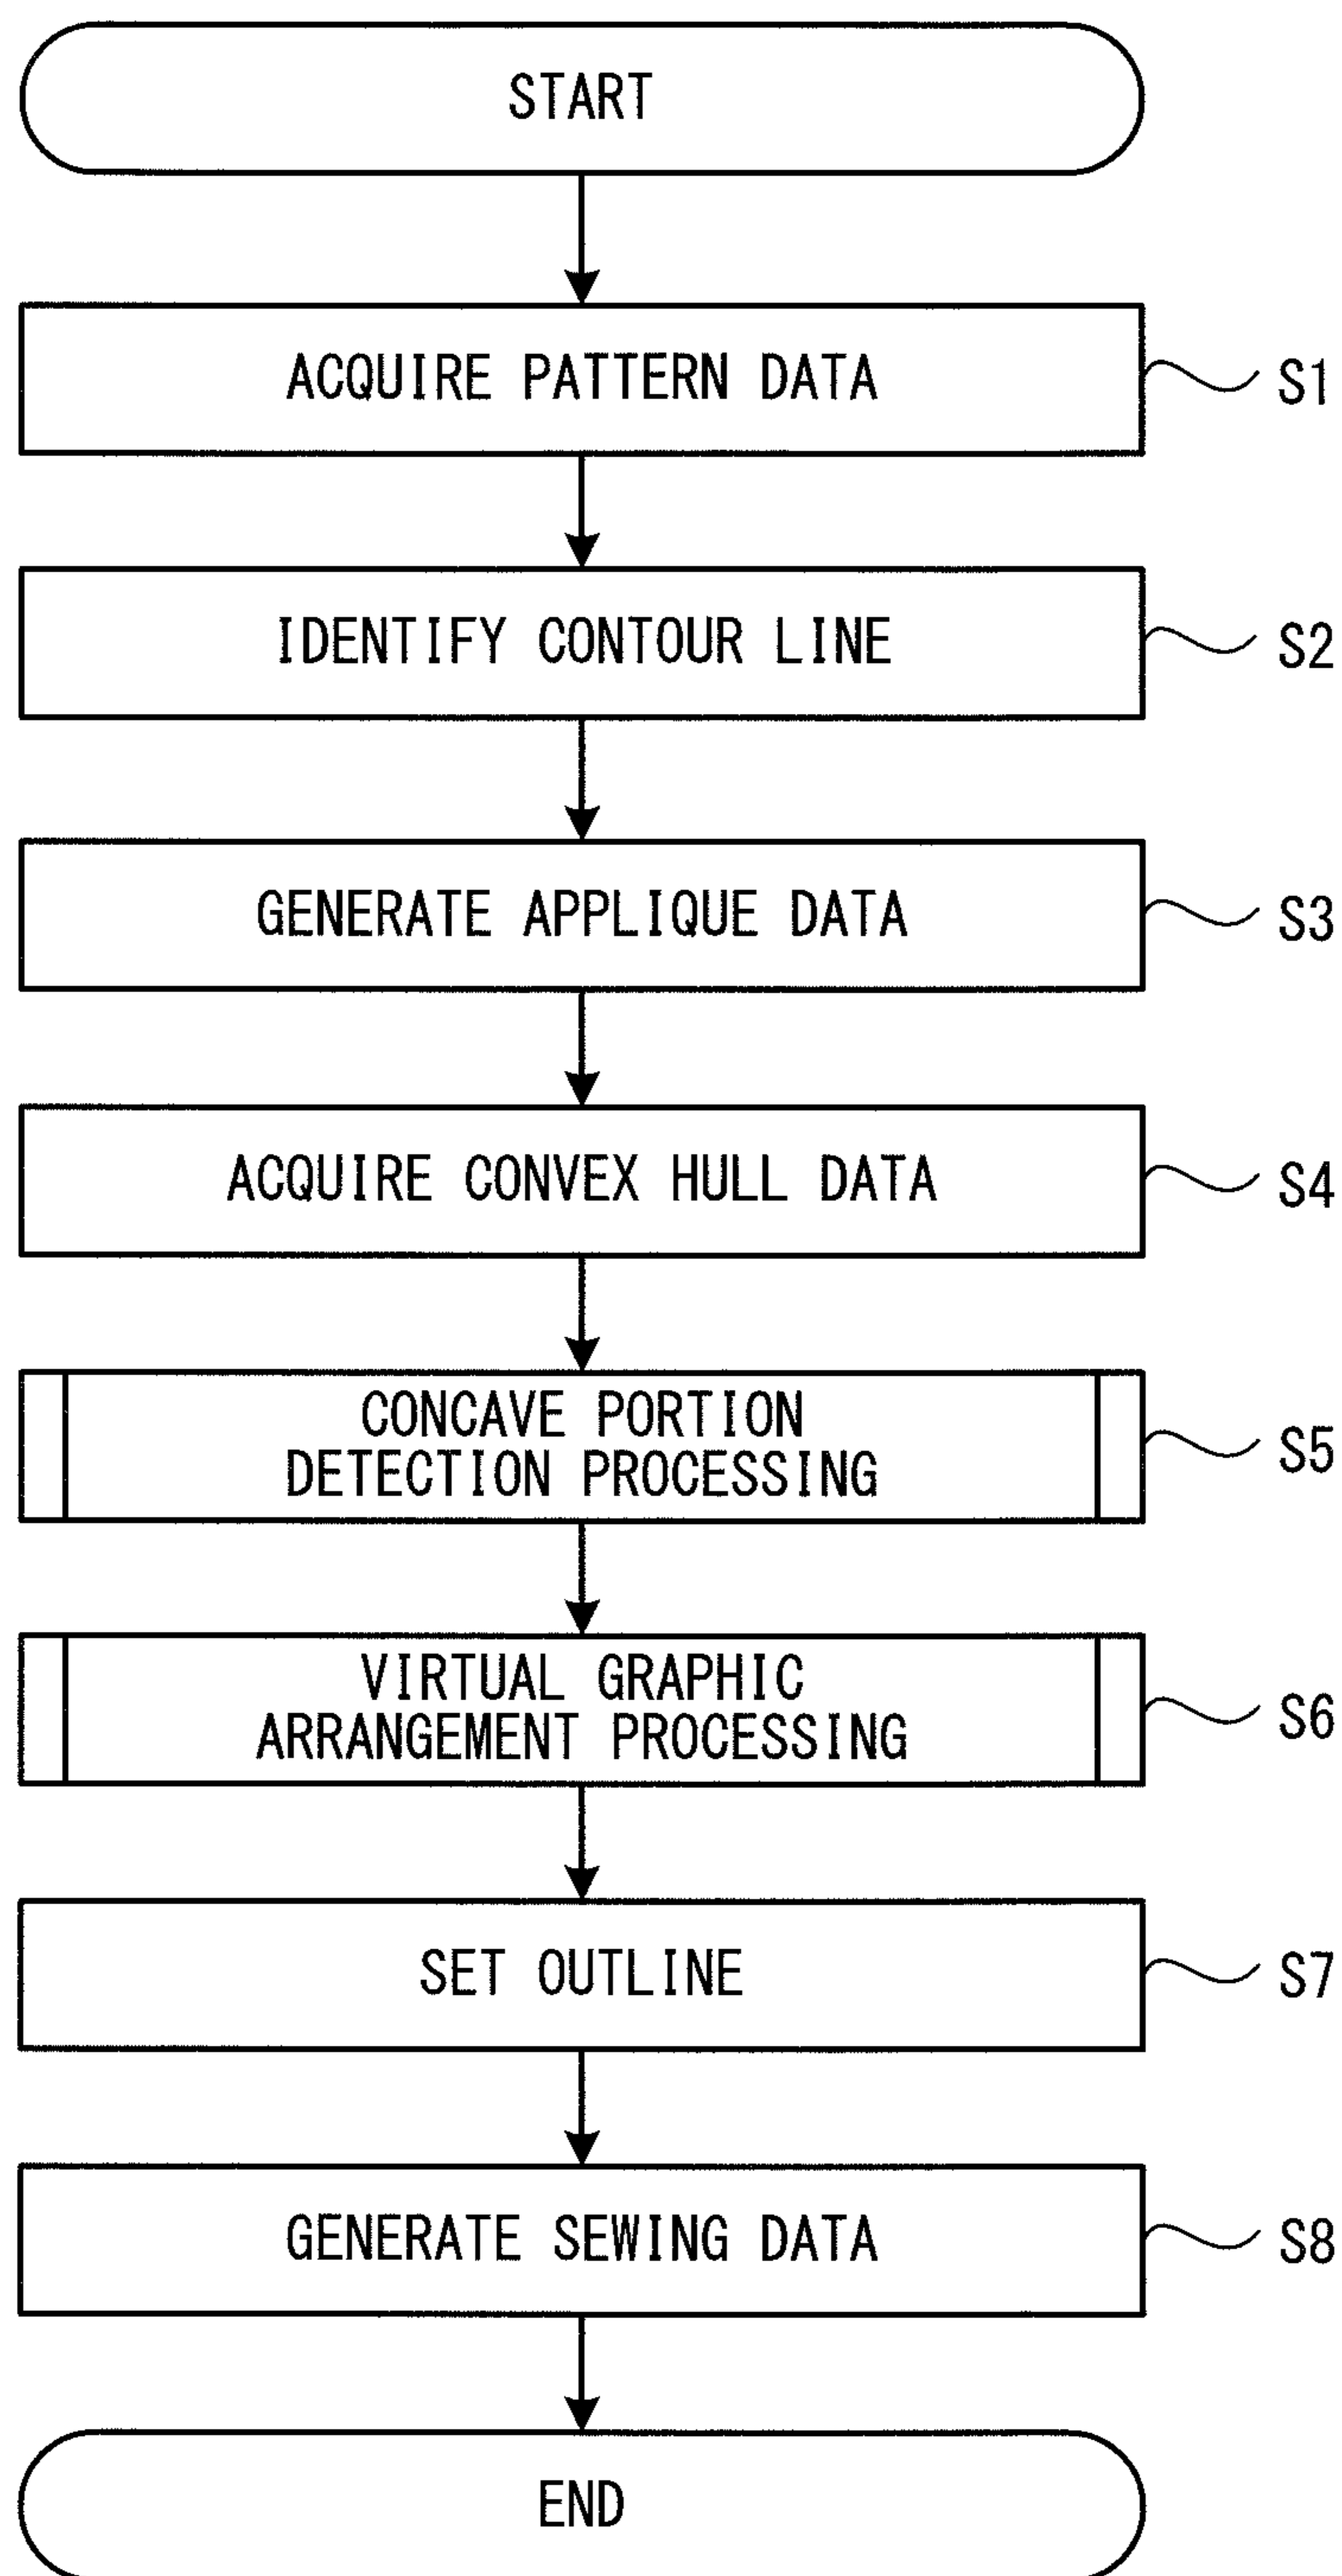 START
ACQUIRE PATTERN DATA
S1
IDENTIFY CONTOUR LINE
S2
GENERATE APPLIQUE DATA
S3
ACQUIRE CONVEX HULL DATA
S4
CONCAVE PORTION
DETECTION PROCESSING
S5
VIRTUAL GRAPHIC
ARRANGEMENT PROCESSING
S6
SET OUTLINE
S7
GENERATE SEWING DATA
S8
END